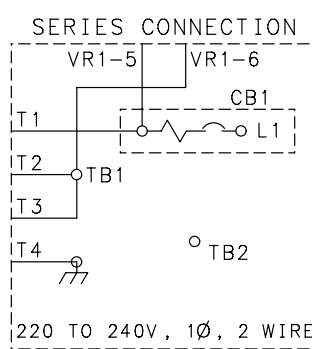 SERIES CONNECTION
VR1-5 VR1-6
CB1
T1 L1
T2 TB1
T3
T4 TB2
220 TO 240V, 1Ø, 2 WIRE